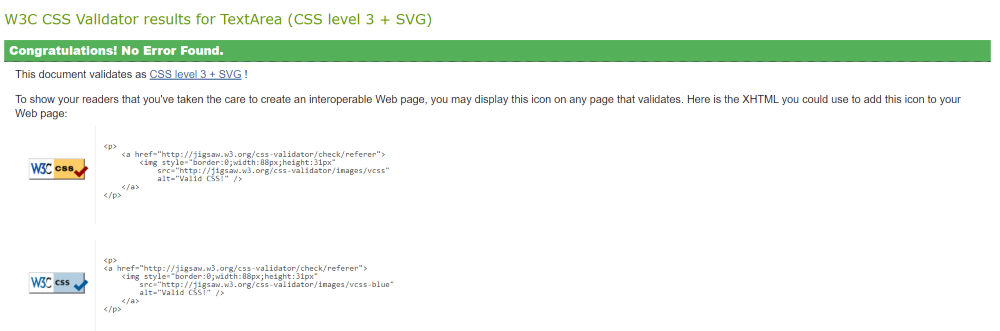 W3C CSS Validator results for TextArea (CSS level 3 + SVG)
Congratulations! No Error Found.
This document validates as CSS level 3 + SVG !
To show your readers that you've taken the care to create an interoperable Web page, you may display this icon on any page that validates. Here is the XHTML you could use to add this icon to your
Web page:
W3C css
<p>
<a href="http://jigsaw.w3.org/css-validator/check/referer">
<img style="border:0;width:88px;height:31px"
src="http://jigsaw.w3.org/css-validator/images/vcss"
alt="Valid CSS!" />
</a>
</p>
W3C css
<p>
<a href="http://jigsaw.w3.org/css-validator/check/referer">
<img style="border:0;width:88px;height:31px"
src="http://jigsaw.w3.org/css-validator/images/vcss-blue"
alt="Valid CSS!" />
</a>
</p>